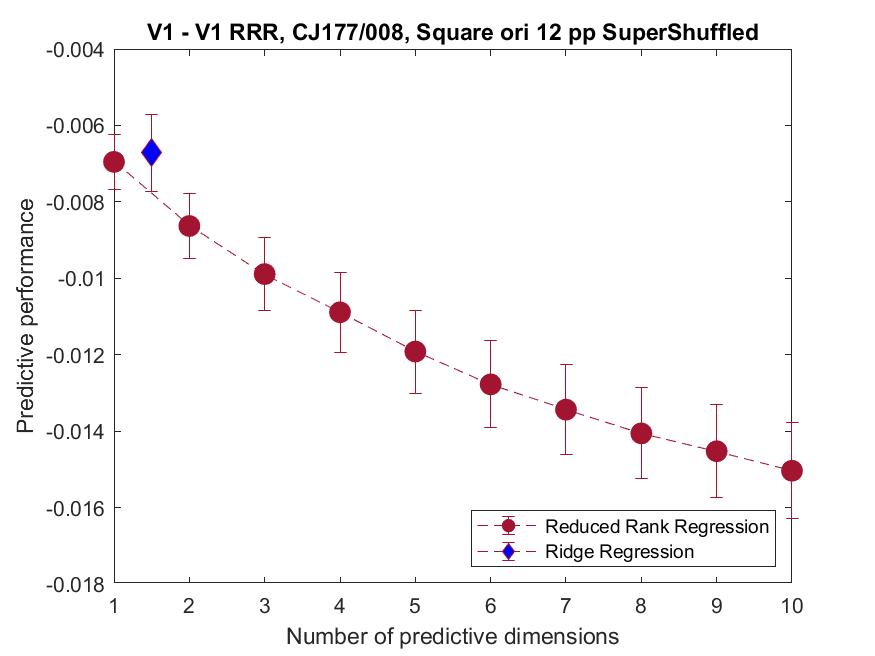 V1 - V1 RRR, CJ177/008, Square ori 12 pp SuperShuffled
-0.004
-0.006
-0.008
-0.01
-0.012
-0.014
-0.016
-0.018
Predictive performance
Reduced Rank Regression
Ridge Regression
1 2 3 4 5 6 7 8 9 10
Number of predictive dimensions